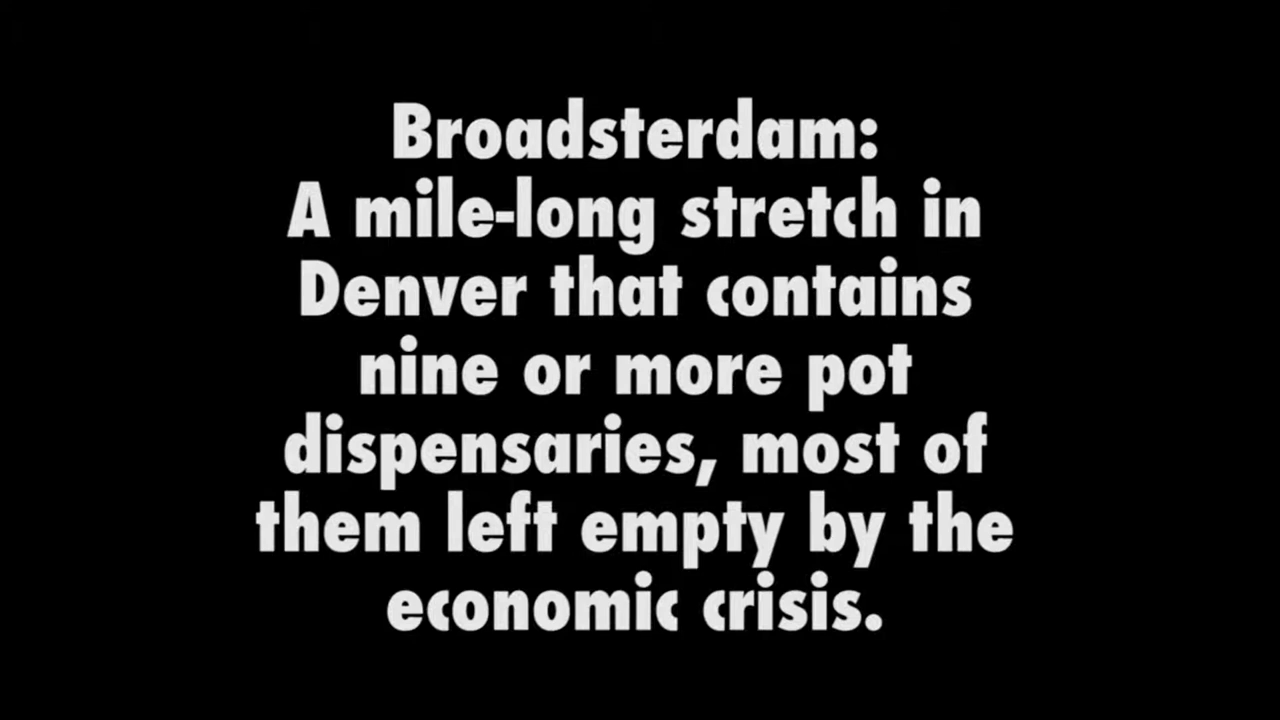 Broadsterdam:
A mile-long stretch in
Denver that contains
nine or more pot
dispensaries, most of
them left empty by the
economic crisis.